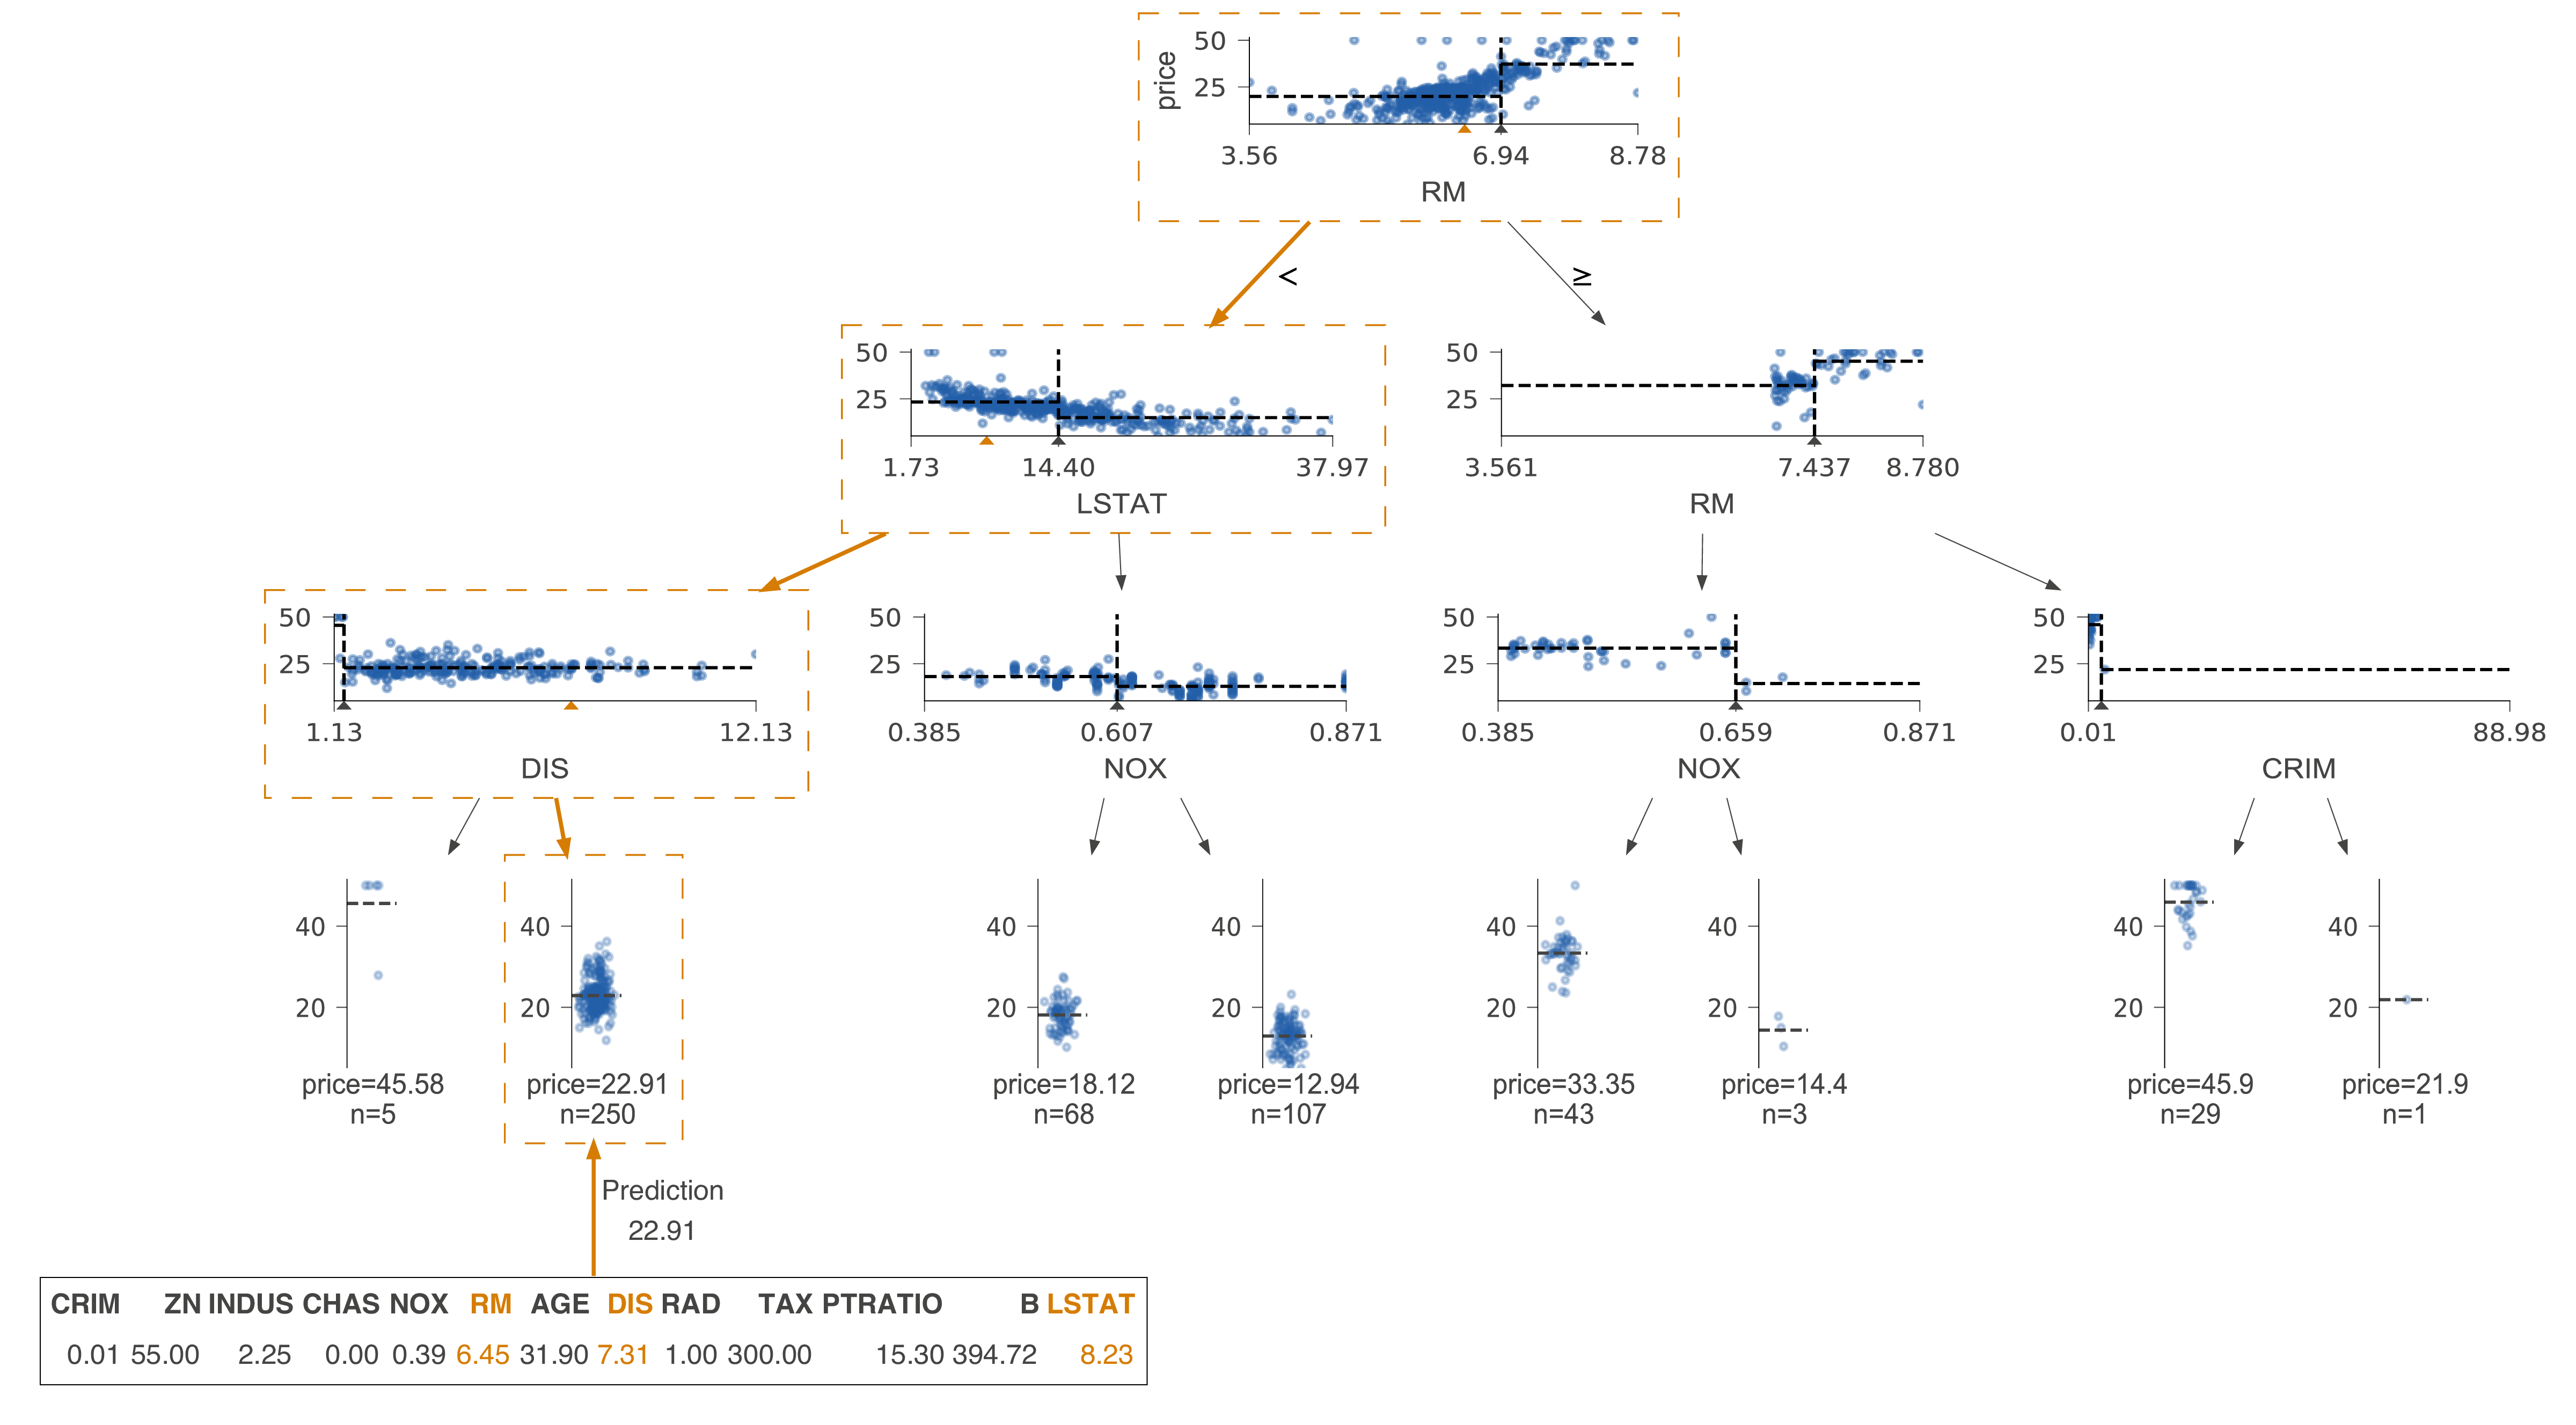 price
50
25
3.56 6.94 8.78
RM
< ≥
50
25
1.73 14.40 37.97
LSTAT
50
25
3.561 7.437 8.780
RM
50
25
1.13 12.13
DIS
50
25
0.385 0.607 0.871
NOX
50
25
0.385 0.659 0.871
NOX
50
25
0.01 88.98
CRIM
40
20
price=45.58
n=5
40
20
price=22.91
n=250
40
20
price=18.12
n=68
40
20
price=12.94
n=107
40
20
price=33.35
n=43
40
20
price=14.4
n=3
40
20
price=45.9
n=29
40
20
price=21.9
n=1
Prediction
22.91
CRIM ZN INDUS CHAS NOX RM AGE DIS RAD TAX PTRATIO B LSTAT
0.01 55.00 2.25 0.00 0.39 6.45 31.90 7.31 1.00 300.00 15.30 394.72 8.23